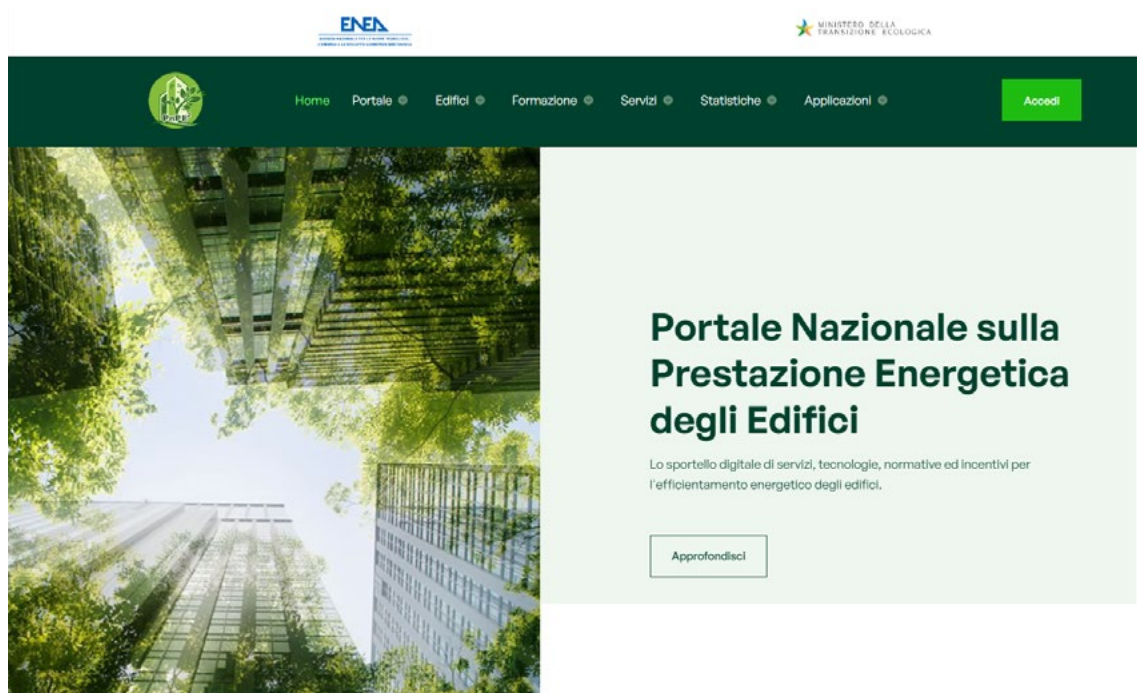 ENEA
MINISTERO DELLA
TRANSIZIONE ECOLOGICA
Home Portale Edifici Formazione Servizi Statistiche Applicazioni Accedi
Portale Nazionale sulla
Prestazione Energetica
degli Edifici
Lo sportello digitale di servizi, tecnologie, normative ed incentivi per
l'efficientamento energetico degli edifici.
Approfondisci